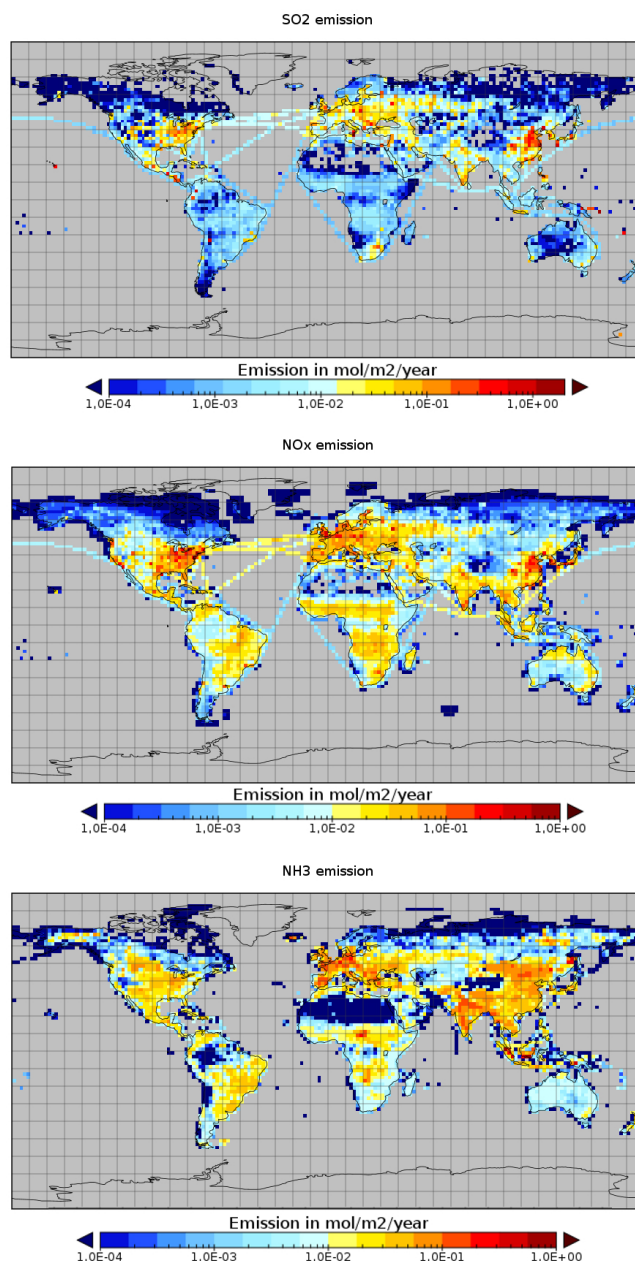 SO2 emission
Emission in mol/m2/year
1,0E-04 1,0E-03 1,0E-02 1,0E-01 1,0E+00
NOx emission
Emission in mol/m2/year
1,0E-04 1,0E-03 1,0E-02 1,0E-01 1,0E+00
NH3 emission
Emission in mol/m2/year
1,0E-04 1,0E-03 1,0E-02 1,0E-01 1,0E+00